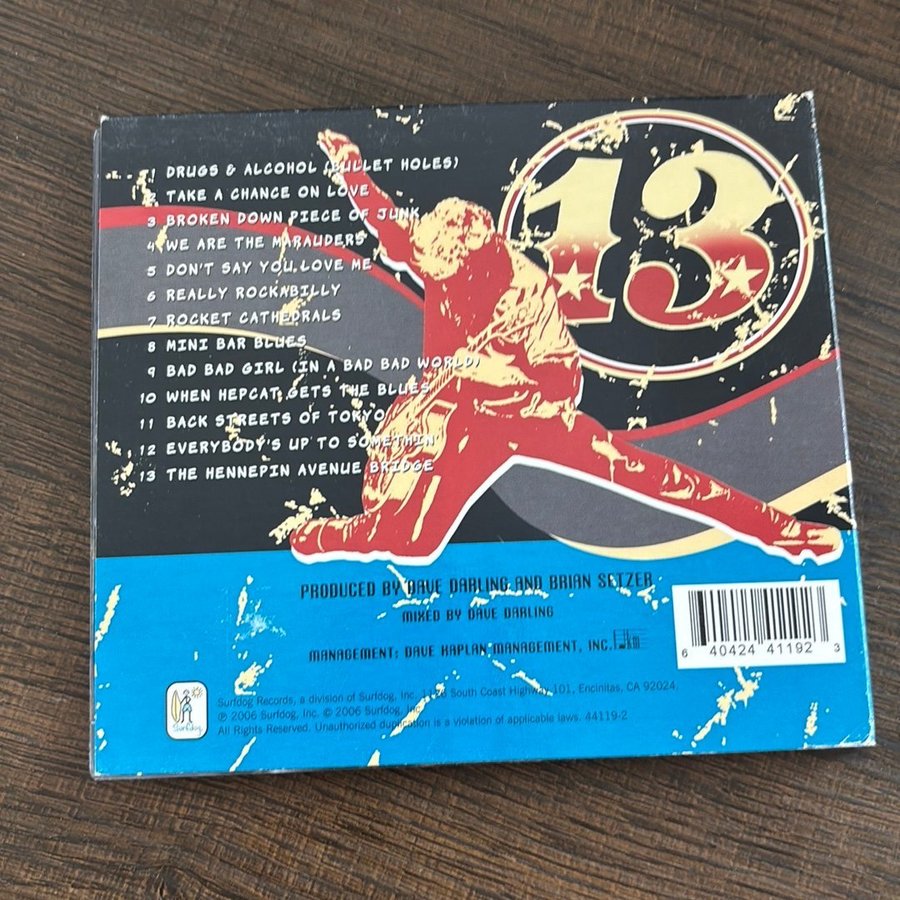 13
1 DRUGS & ALCOHOL (BULLET HOLES)
2 TAKE A CHANCE ON LOVE
3 BROKEN DOWN PIECE OF JUNK
4 WE ARE THE MARAUDERS
5 DON'T SAY YOU LOVE ME
6 REALLY ROCKABILLY
7 ROCKET CATHEDRALS
8 MINI BAR BLUES
9 BAD BAD GIRL (IN A BAD BAD WORLD)
10 WHEN HEPCAT GETS THE BLUES
11 BACK STREETS OF TOKYO
12 EVERYBODY'S UP TO SOMETHIN'
13 THE HENNEPIN AVENUE BRIDGE
PRODUCED BY DAVE DARLING AND BRIAN SETZER
MIXED BY DAVE DARLING
MANAGEMENT: DAVE KAPLAN MANAGEMENT, INC. dkm
6 40424 41192 3
Surfdog
Surfdog Records, a division of Surfdog, Inc. 1126 South Coast Highway 101, Encinitas, CA 92024.
℗ 2006 Surfdog, Inc. © 2006 Surfdog, Inc.
All Rights Reserved. Unauthorized duplication is a violation of applicable laws. 44119-2